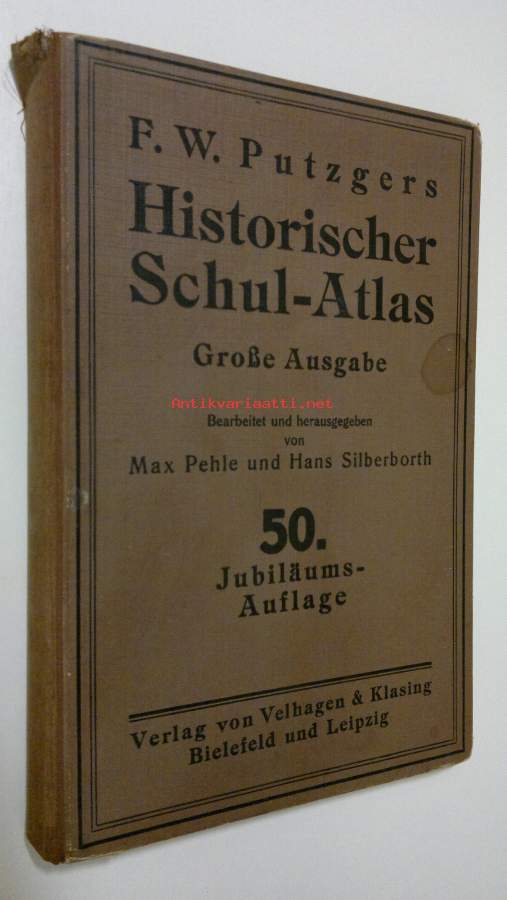 F. W. Putzgers
Historischer
Schul-Atlas
Große Ausgabe
Antikvariaatti.net
Bearbeitet und herausgegeben
von
Max Pehle und Hans Silberborth
50.
Jubiläums-
Auflage
Verlag von Velhagen & Klasing
Bielefeld und Leipzig